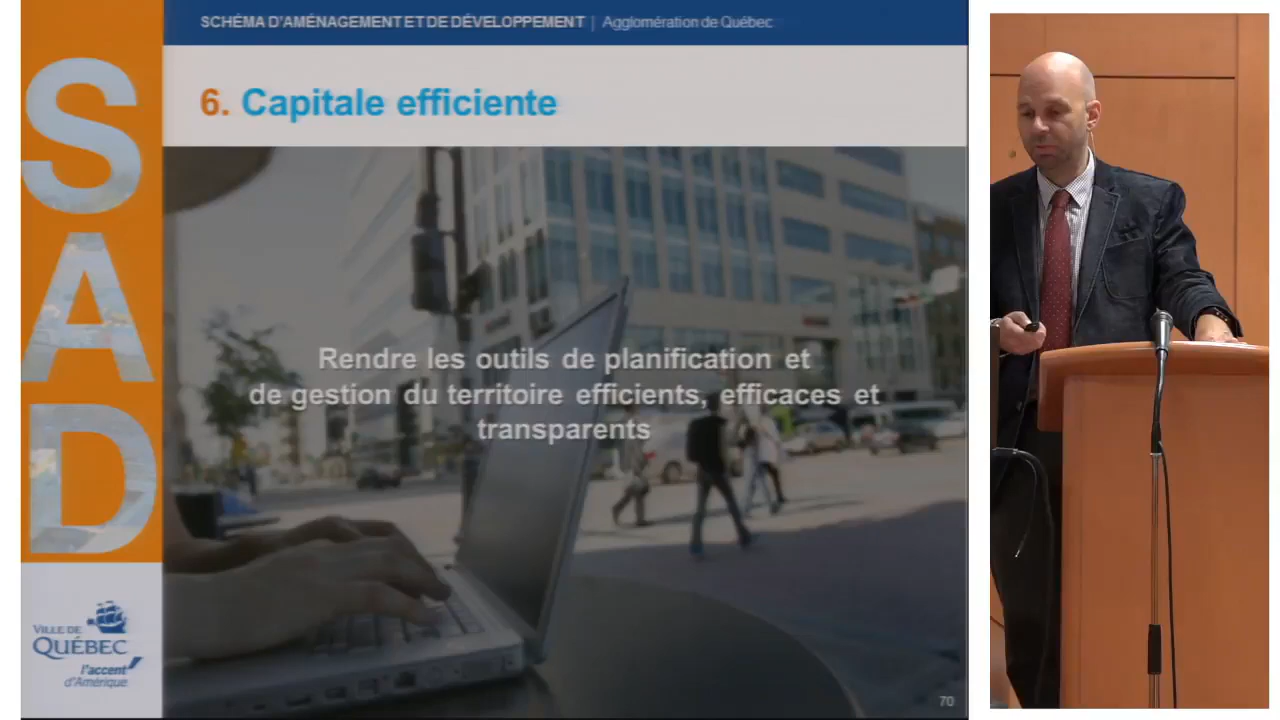 SCHÉMA D'AMÉNAGEMENT ET DE DÉVELOPPEMENT | Agglomération de Québec
6. Capitale efficiente
SAD
Rendre les outils de planification et
de gestion du territoire efficients, efficaces et
transparents
VILLE DE
QUÉBEC
l'accent
d'Amérique
70